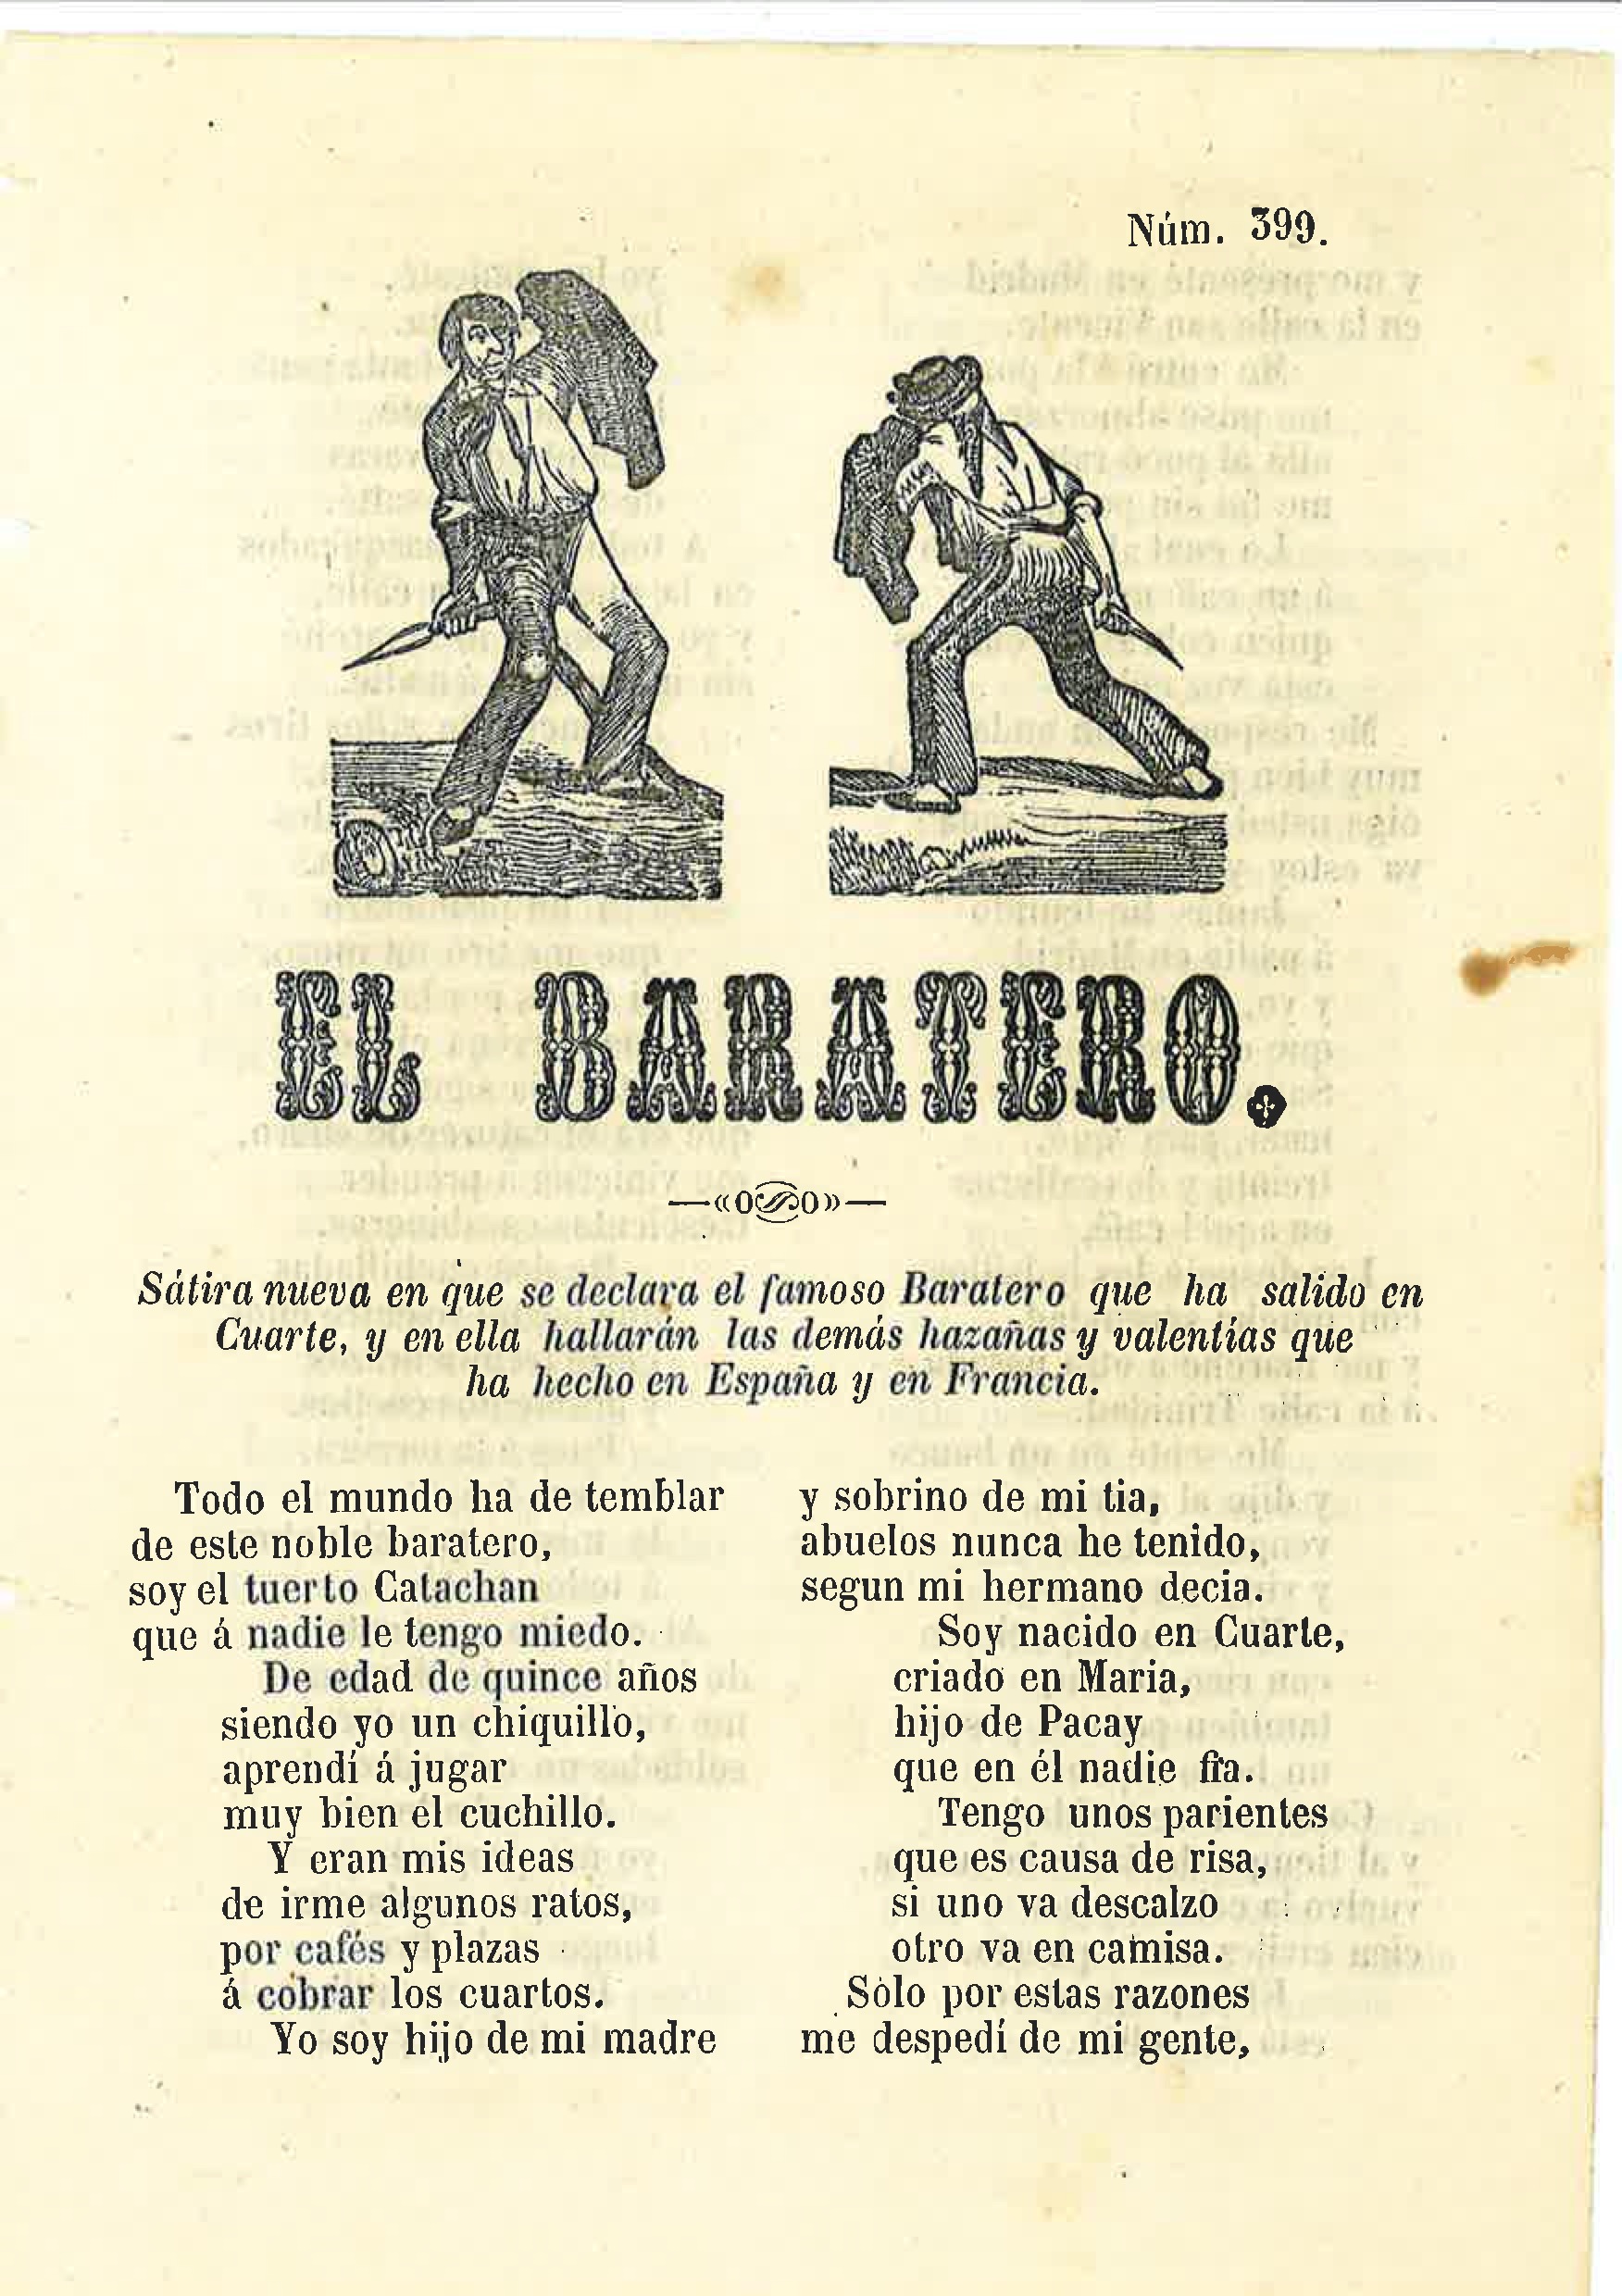 Núm. 399.
EL BARATERO.
Sátira nueva en que se declara el famoso Baratero que ha salido en
Cuarte, y en ella hallarán las demás hazañas y valentías que
ha hecho en España y en Francia.
Todo el mundo ha de temblar
de este noble baratero,
soy el tuerto Catachan
que á nadie le tengo miedo.
De edad de quince años
siendo yo un chiquillo,
aprendí á jugar
muy bien el cuchillo.
Y eran mis ideas
de irme algunos ratos,
por cafés y plazas
á cobrar los cuartos.
Yo soy hijo de mi madre
y sobrino de mi tia,
abuelos nunca he tenido,
segun mi hermano decia.
Soy nacido en Cuarte,
criado en Maria,
hijo de Pacay
que en él nadie fia.
Tengo unos parientes
que es causa de risa,
si uno va descalzo
otro va en camisa.
Sólo por estas razones
me despedí de mi gente,